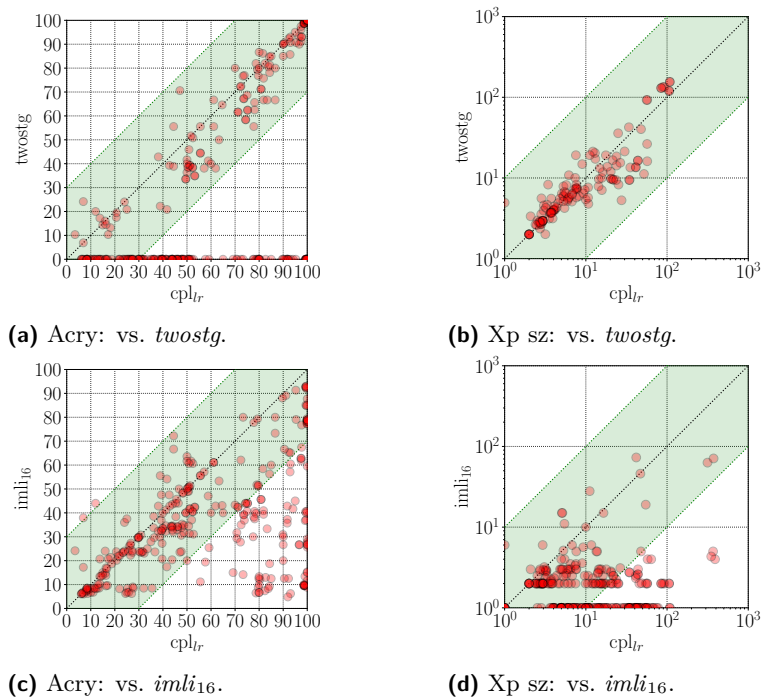 100
90
80
70
60
50
40
30
20
10
0
twostg
0 10 20 30 40 50 60 70 80 90 100
cpl_lr
(a) Acry: vs. twostg.
10^3
10^2
10^1
10^0
twostg
10^0 10^1 10^2 10^3
cpl_lr
(b) Xp sz: vs. twostg.
100
90
80
70
60
50
40
30
20
10
0
imli_16
0 10 20 30 40 50 60 70 80 90 100
cpl_lr
(c) Acry: vs. imli_16.
10^3
10^2
10^1
10^0
imli_16
10^0 10^1 10^2 10^3
cpl_lr
(d) Xp sz: vs. imli_16.